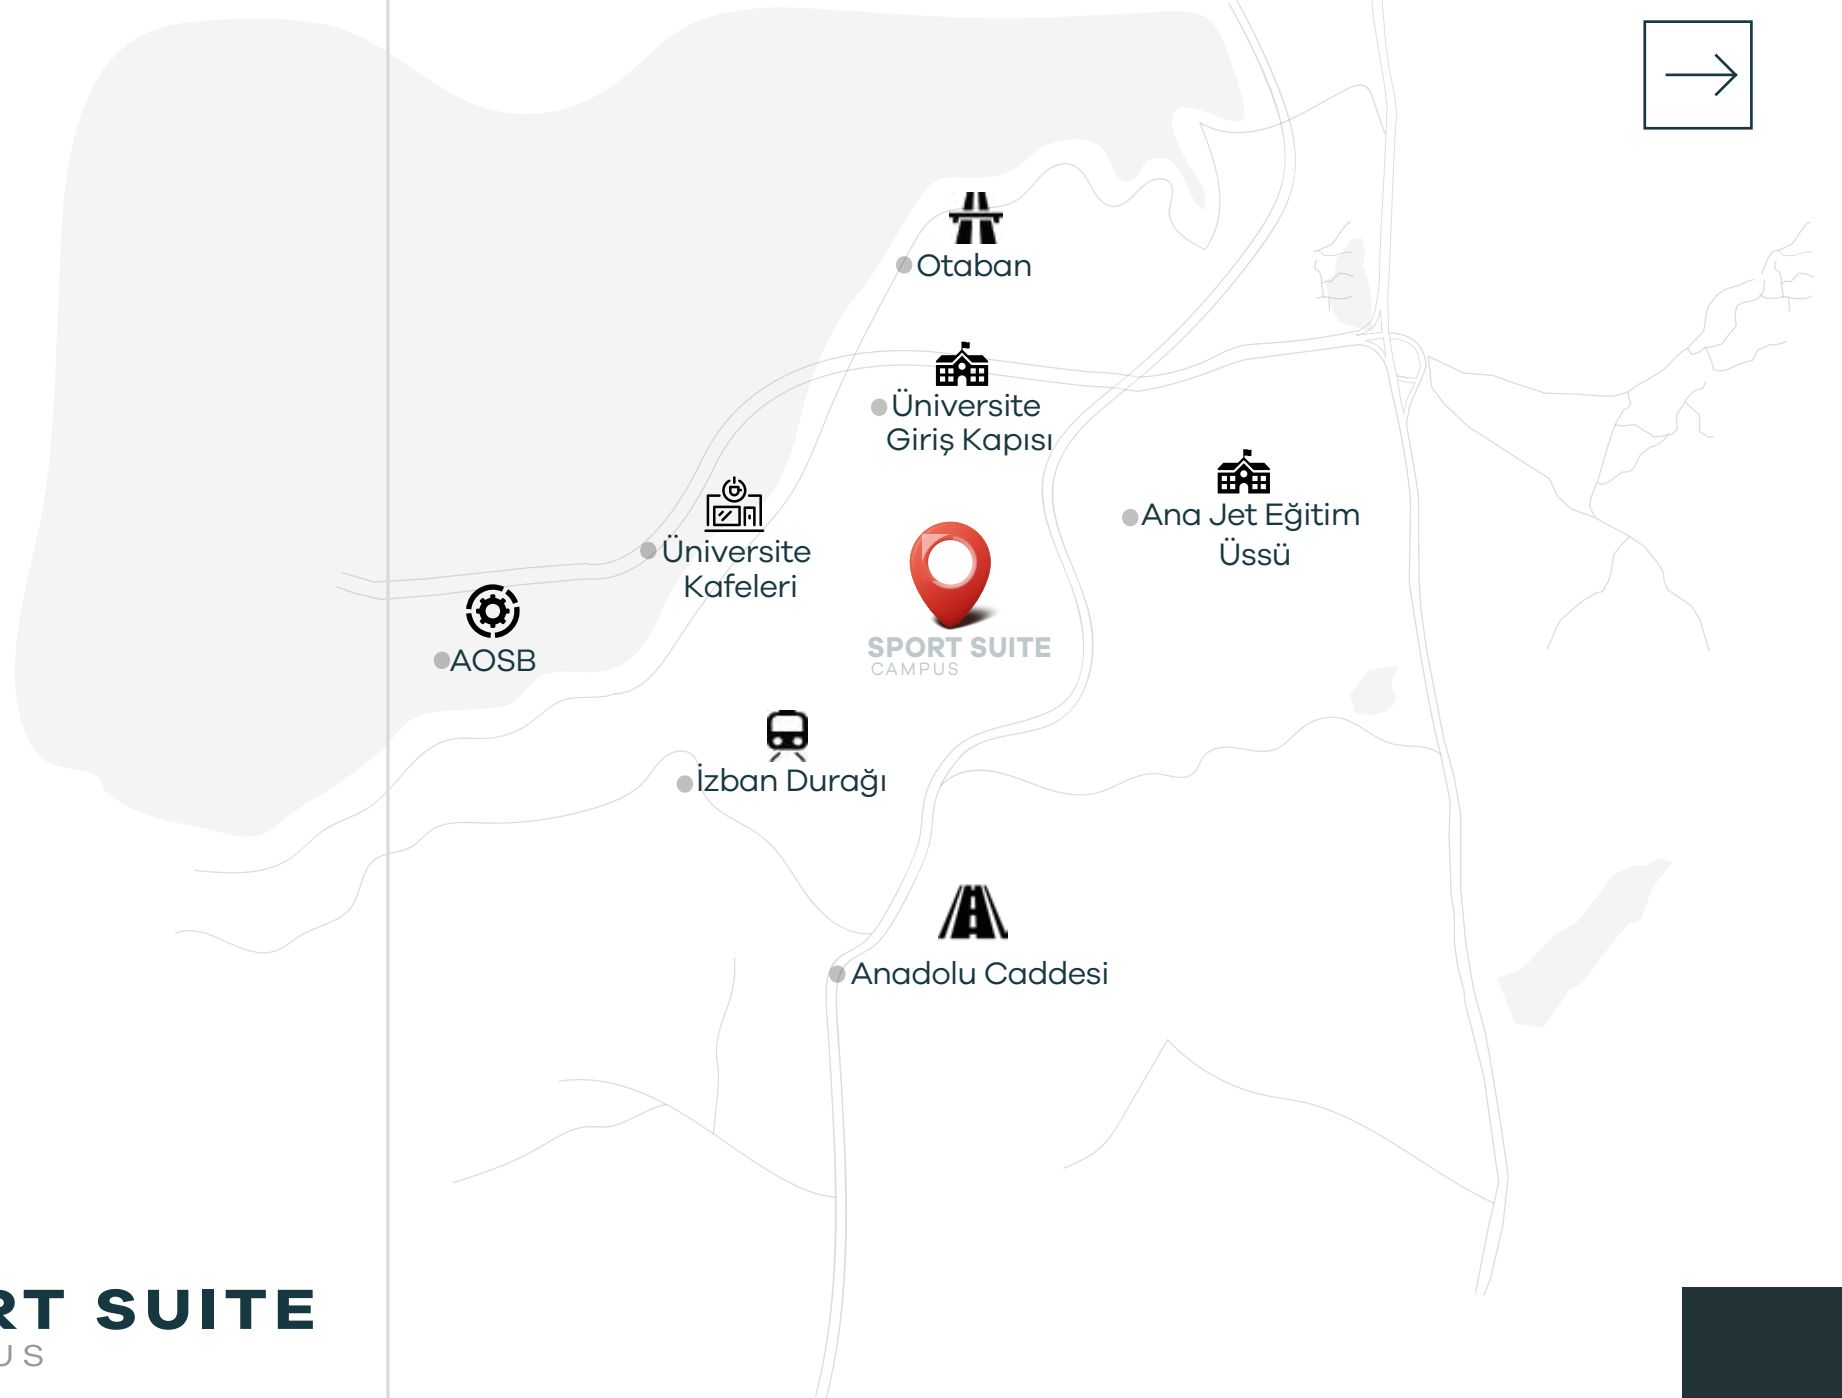 Otaban
Üniversite
Giriş Kapısı
Ana Jet Eğitim
Üssü
Üniversite
Kafeleri
AOSB
SPORT SUITE
CAMPUS
İzban Durağı
Anadolu Caddesi
RT SUITE
US